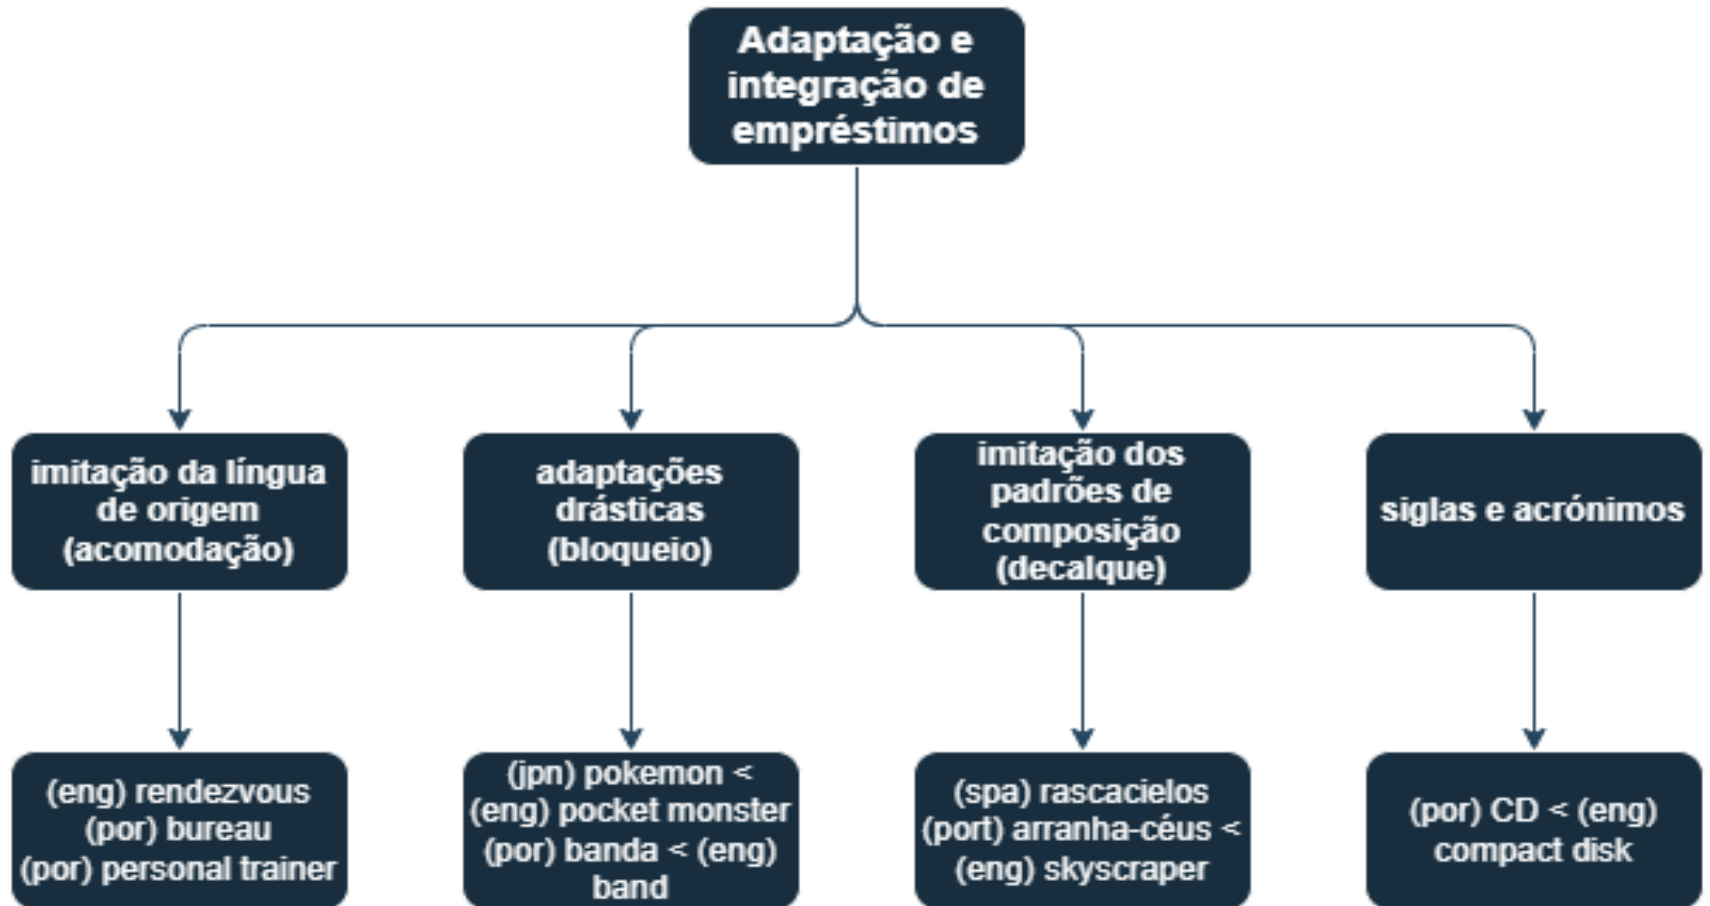 Adaptação e
integração de
empréstimos
imitação da língua
de origem
(acomodação)
adaptações
drásticas
(bloqueio)
imitação dos
padrões de
composição
(decalque)
siglas e acrónimos
(eng) rendezvous
(por) bureau
(por) personal trainer
(jpn) pokemon <
(eng) pocket monster
(por) banda < (eng)
band
(spa) rascacielos
(port) arranha-céus <
(eng) skyscraper
(por) CD < (eng)
compact disk